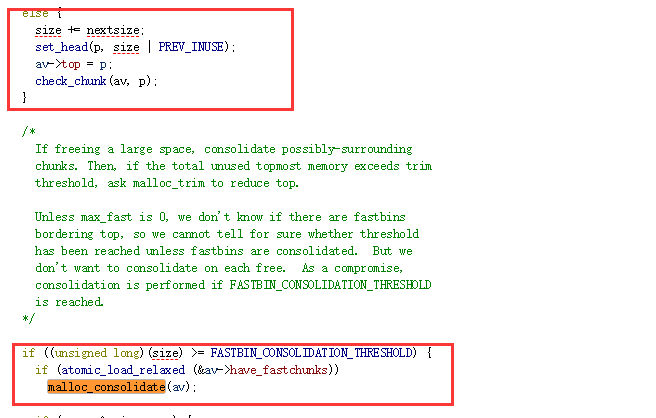 else {
size += nextsize;
set_head(p, size | PREV_INUSE);
av->top = p;
check_chunk(av, p);
}
/*
If freeing a large space, consolidate possibly-surrounding
chunks. Then, if the total unused topmost memory exceeds trim
threshold, ask malloc_trim to reduce top.
Unless max_fast is 0, we don't know if there are fastbins
bordering top, so we cannot tell for sure whether threshold
has been reached unless fastbins are consolidated.  But we
don't want to consolidate on each free.  As a compromise,
consolidation is performed if FASTBIN_CONSOLIDATION_THRESHOLD
is reached.
*/
if ((unsigned long)(size) >= FASTBIN_CONSOLIDATION_THRESHOLD) {
if (atomic_load_relaxed (&av->have_fastchunks))
malloc_consolidate(av);